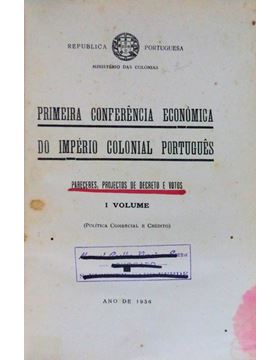 REPUBLICA PORTUGUESA
MINISTÉRIO DAS COLONIAS
PRIMEIRA CONFERÊNCIA ECONÓMICA
DO IMPÉRIO COLONIAL PORTUGUÊS
PARECERES, PROJECTOS DE DECRETO E VOTOS
I VOLUME
(POLÍTICA COMERCIAL E CRÉDITO)
ANO DE 1936